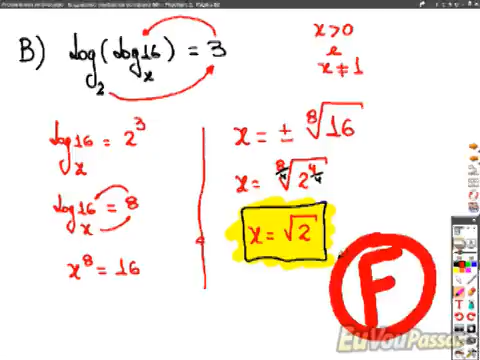 B) log₂(logₓ16) = 3
x>0
e
x≠1
logₓ16 = 2³
logₓ16 = 8
x⁸ = 16
x = ± ⁸√16
x = ⁸√2⁴
x = √2
F
EuVouPassar